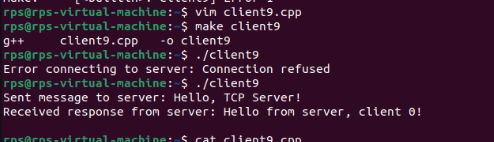 rps@rps-virtual-machine:~$ vim client9.cpp
rps@rps-virtual-machine:~$ make client9
g++     client9.cpp   -o client9
rps@rps-virtual-machine:~$ ./client9
Error connecting to server: Connection refused
rps@rps-virtual-machine:~$ ./client9
Sent message to server: Hello, TCP Server!
Received response from server: Hello from server, client 0!
rps@rps-virtual-machine:~$ cat client9.cpp